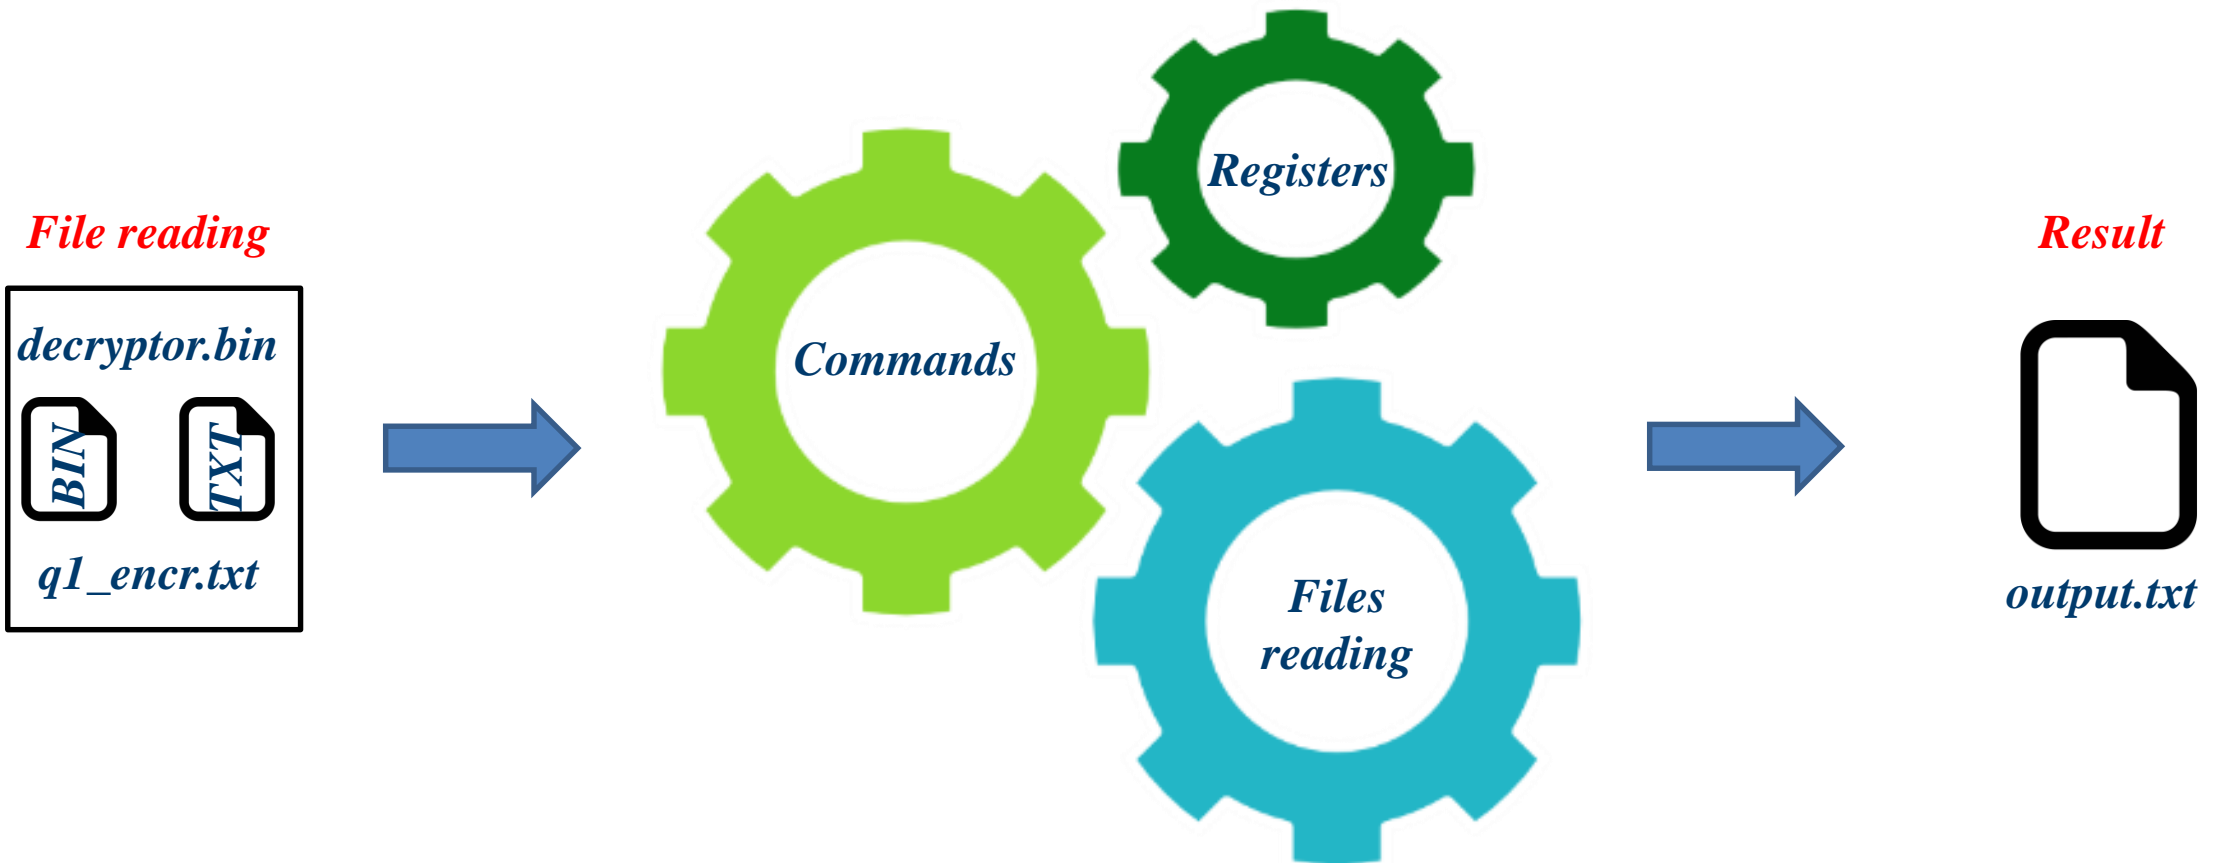 File reading
decryptor.bin
BIN
TXT
q1_encr.txt
Commands
Registers
Files
reading
Result
output.txt